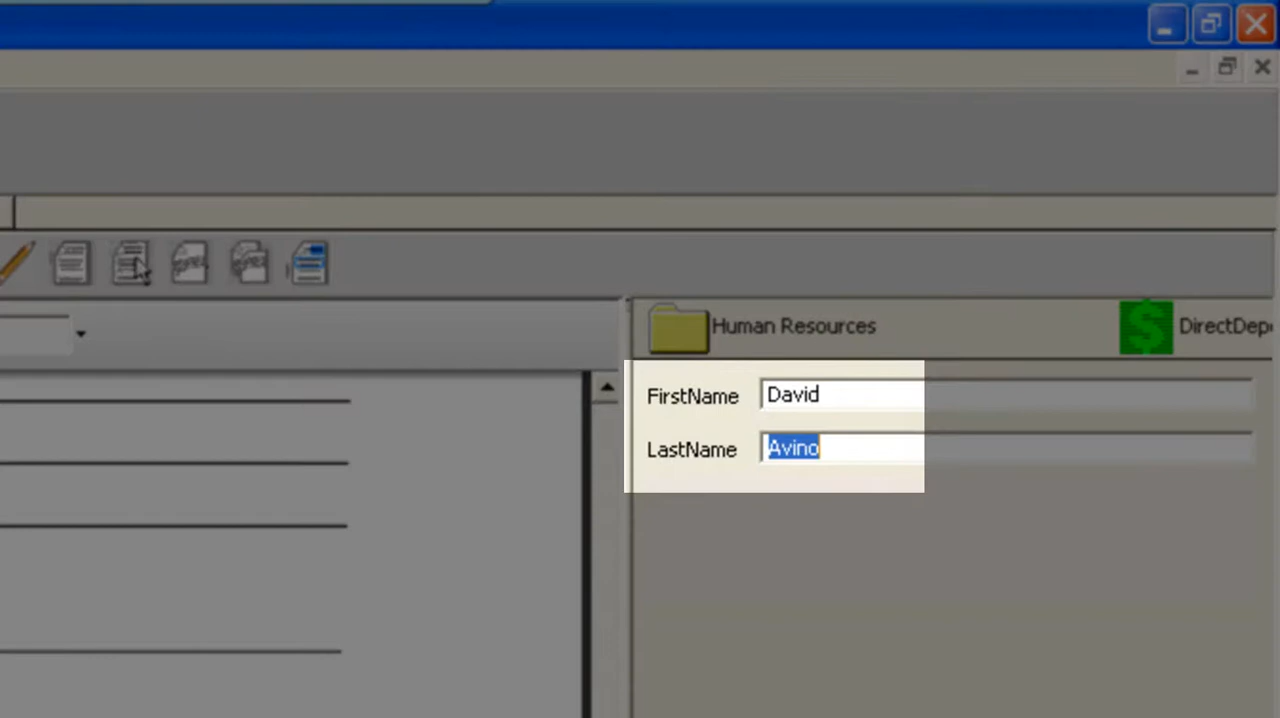 Human Resources
DirectDep
FirstName David
LastName Avino